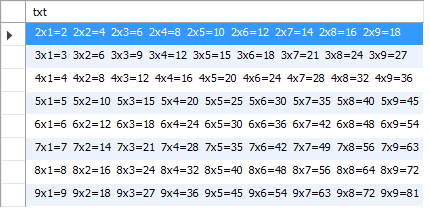 txt
2x1=2 2x2=4 2x3=6 2x4=8 2x5=10 2x6=12 2x7=14 2x8=16 2x9=18
3x1=3 3x2=6 3x3=9 3x4=12 3x5=15 3x6=18 3x7=21 3x8=24 3x9=27
4x1=4 4x2=8 4x3=12 4x4=16 4x5=20 4x6=24 4x7=28 4x8=32 4x9=36
5x1=5 5x2=10 5x3=15 5x4=20 5x5=25 5x6=30 5x7=35 5x8=40 5x9=45
6x1=6 6x2=12 6x3=18 6x4=24 6x5=30 6x6=36 6x7=42 6x8=48 6x9=54
7x1=7 7x2=14 7x3=21 7x4=28 7x5=35 7x6=42 7x7=49 7x8=56 7x9=63
8x1=8 8x2=16 8x3=24 8x4=32 8x5=40 8x6=48 8x7=56 8x8=64 8x9=72
9x1=9 9x2=18 9x3=27 9x4=36 9x5=45 9x6=54 9x7=63 9x8=72 9x9=81